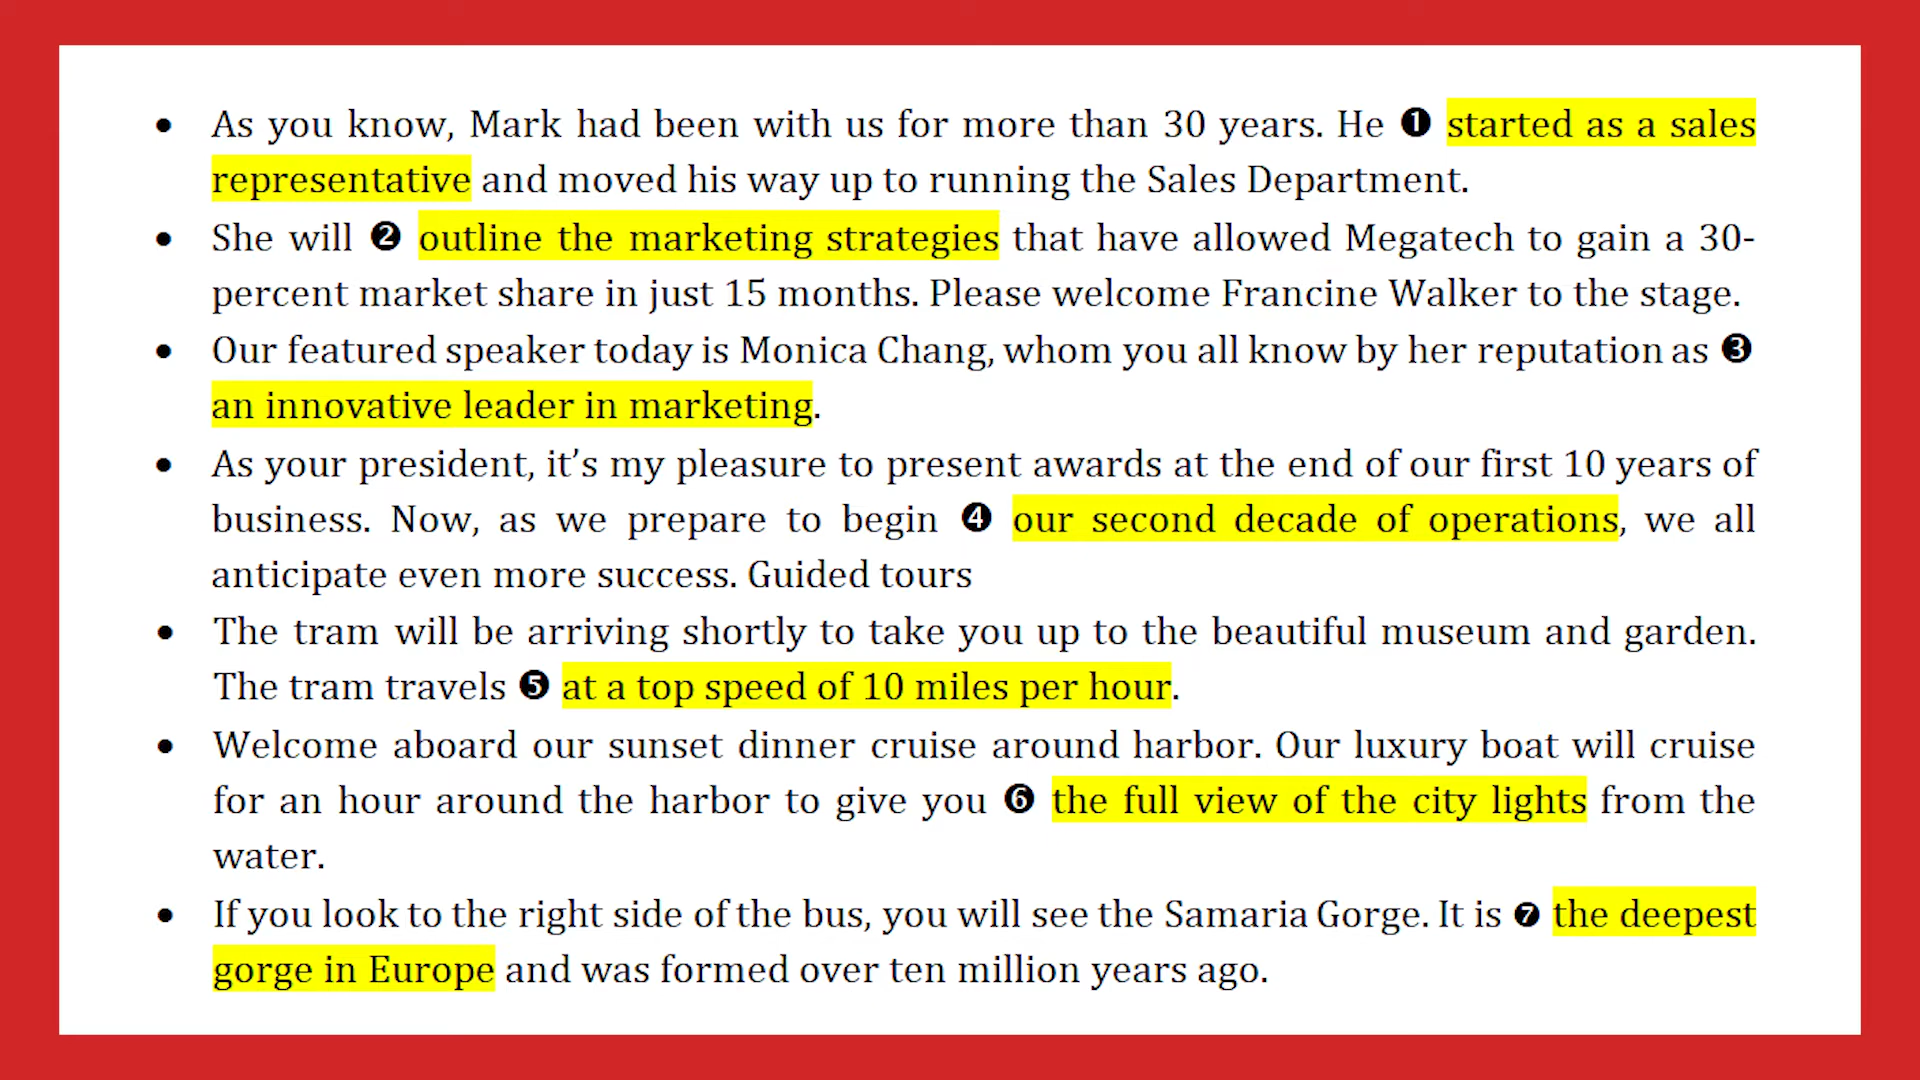 • As you know, Mark had been with us for more than 30 years. He ❶ started as a sales
representative and moved his way up to running the Sales Department.
• She will ❷ outline the marketing strategies that have allowed Megatech to gain a 30-
percent market share in just 15 months. Please welcome Francine Walker to the stage.
• Our featured speaker today is Monica Chang, whom you all know by her reputation as ❸
an innovative leader in marketing.
• As your president, it’s my pleasure to present awards at the end of our first 10 years of
business. Now, as we prepare to begin ❹ our second decade of operations, we all
anticipate even more success. Guided tours
• The tram will be arriving shortly to take you up to the beautiful museum and garden.
The tram travels ❺ at a top speed of 10 miles per hour.
• Welcome aboard our sunset dinner cruise around harbor. Our luxury boat will cruise
for an hour around the harbor to give you ❻ the full view of the city lights from the
water.
• If you look to the right side of the bus, you will see the Samaria Gorge. It is ❼ the deepest
gorge in Europe and was formed over ten million years ago.